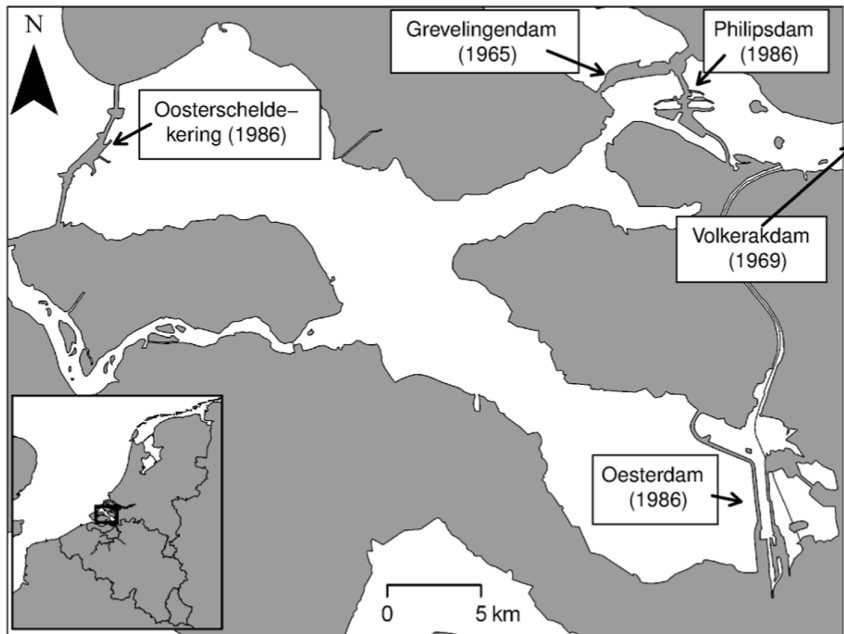 N
Grevelingendam
(1965)
Philipsdam
(1986)
Oosterschelde–
kering (1986)
Volkerakdam
(1969)
Oesterdam
(1986)
0 5 km